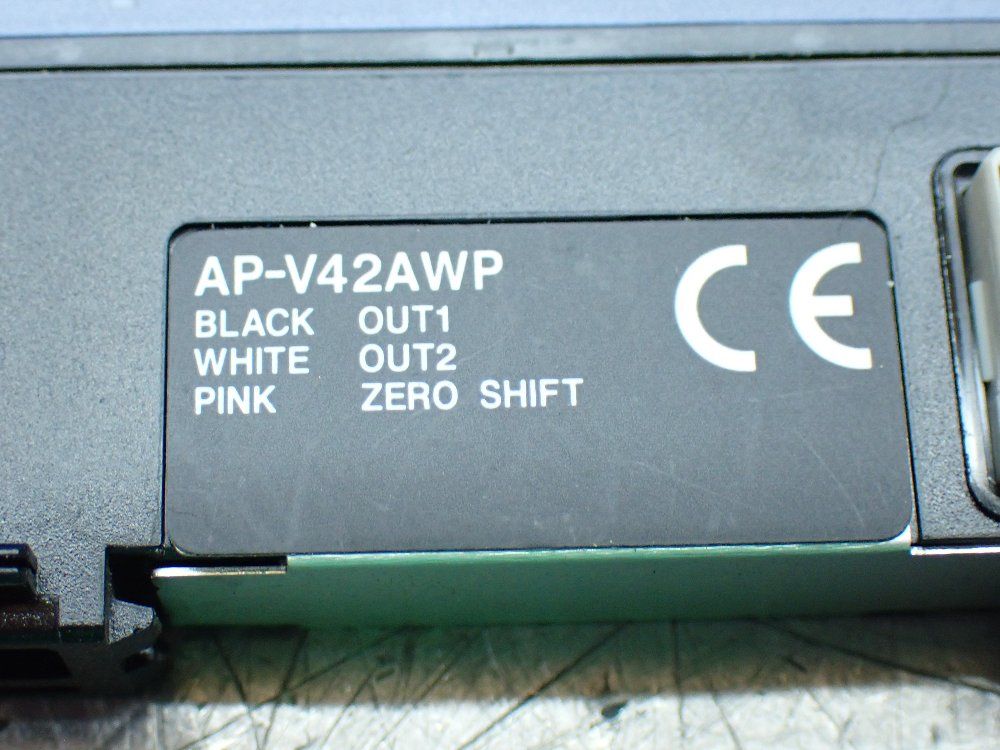 AP-V42AWP
CE
BLACK OUT1
WHITE OUT2
PINK ZERO SHIFT